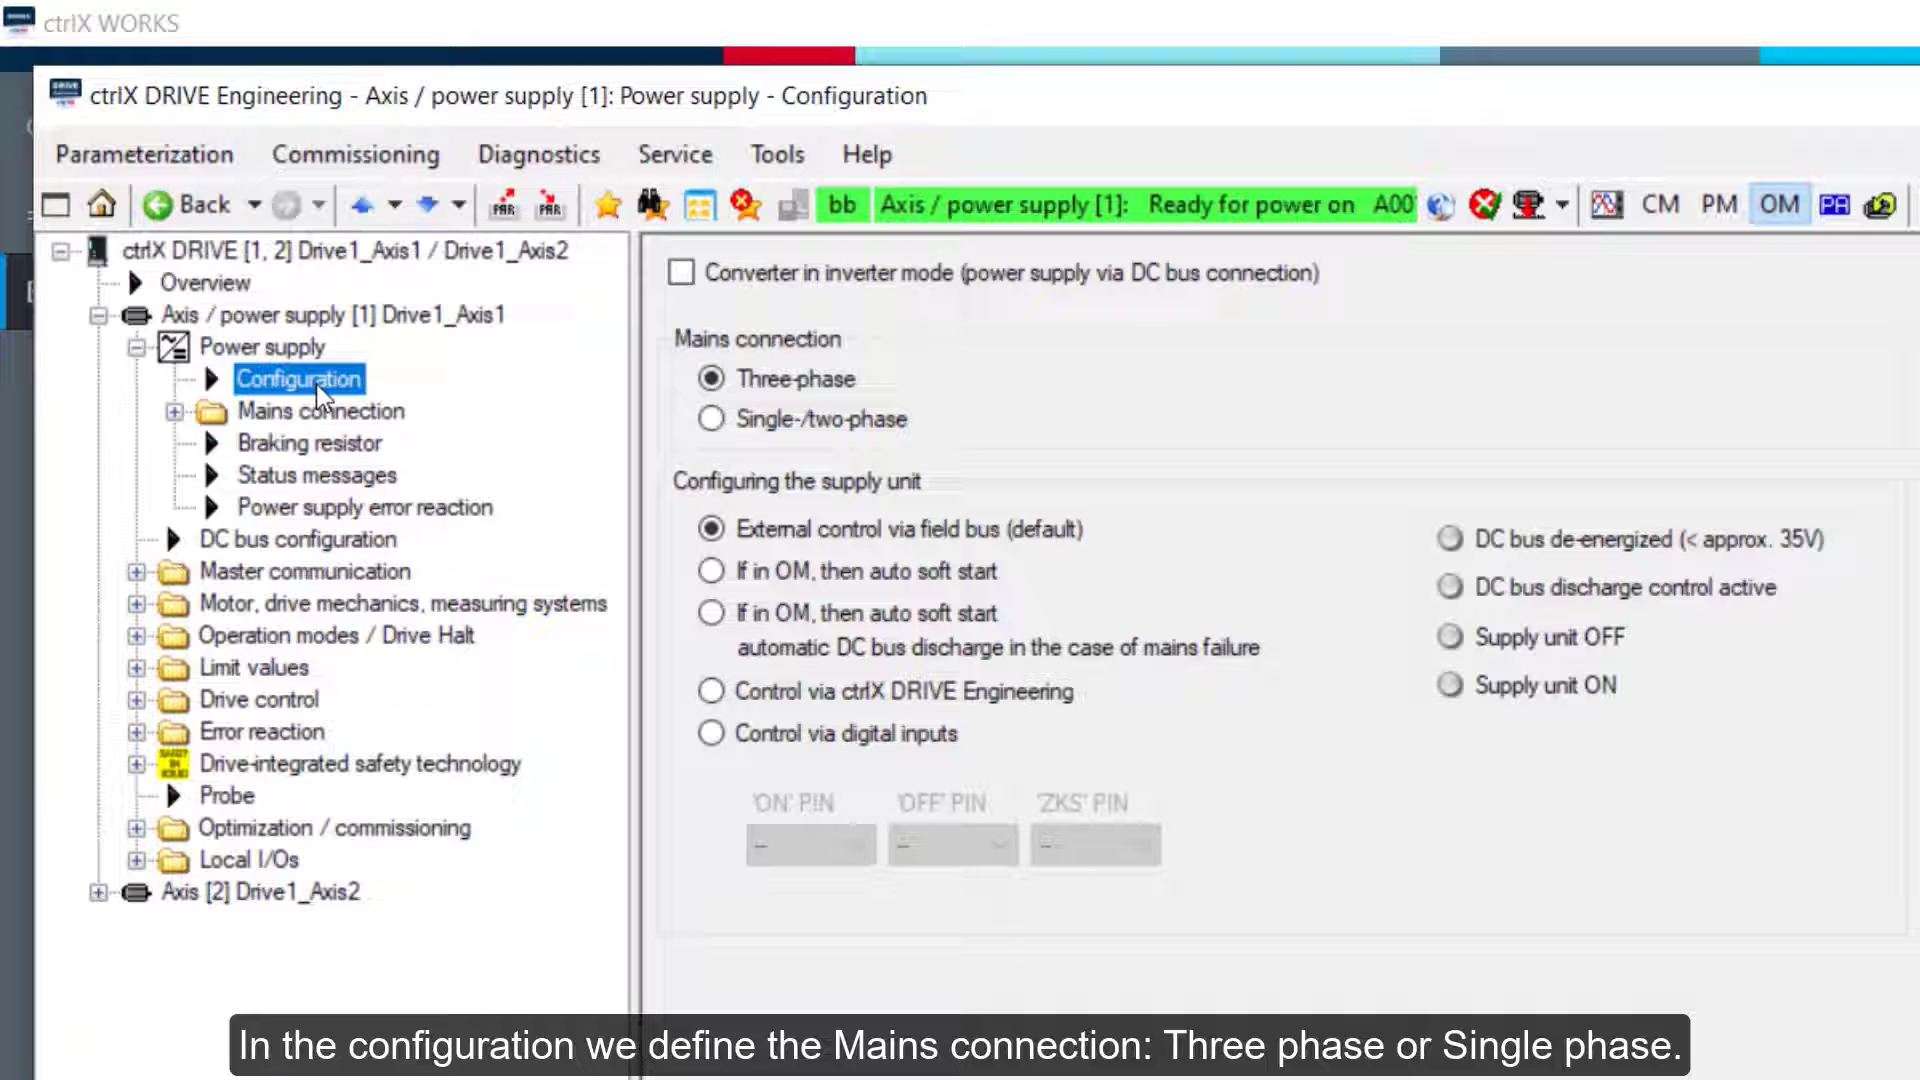 ctrlX WORKS
ctrlX DRIVE Engineering - Axis / power supply [1]: Power supply - Configuration
Parameterization Commissioning Diagnostics Service Tools Help
Back PAR PAR bb Axis / power supply [1]: Ready for power on A00 CM PM OM PA
ctrlX DRIVE [1, 2] Drive1_Axis1 / Drive1_Axis2
Overview
Axis / power supply [1] Drive1_Axis1
Power supply
Configuration
Mains connection
Braking resistor
Status messages
Power supply error reaction
DC bus configuration
Master communication
Motor, drive mechanics, measuring systems
Operation modes / Drive Halt
Limit values
Drive control
Error reaction
Drive-integrated safety technology
Probe
Optimization / commissioning
Local I/Os
Axis [2] Drive1_Axis2
Converter in inverter mode (power supply via DC bus connection)
Mains connection
Three-phase
Single-/two-phase
Configuring the supply unit
External control via field bus (default)
If in OM, then auto soft start
If in OM, then auto soft start
automatic DC bus discharge in the case of mains failure
Control via ctrlX DRIVE Engineering
Control via digital inputs
DC bus de-energized (< approx. 35V)
DC bus discharge control active
Supply unit OFF
Supply unit ON
'ON' PIN 'OFF' PIN 'ZKS' PIN
-- -- --
In the configuration we define the Mains connection: Three phase or Single phase.